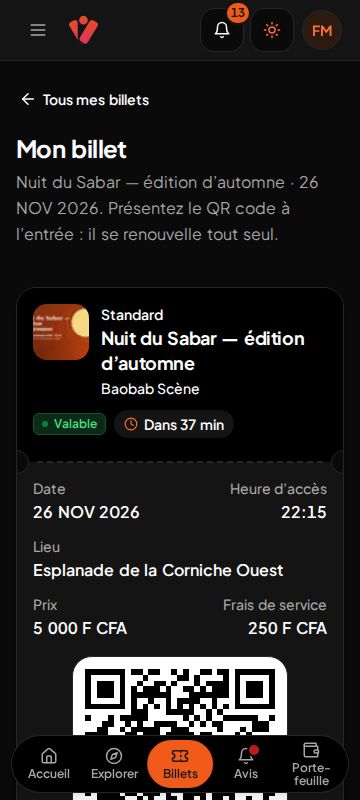 13
FM
Tous mes billets
Mon billet
Nuit du Sabar — édition d’automne · 26
NOV 2026. Présentez le QR code à
l’entrée : il se renouvelle tout seul.
Standard
Nuit du Sabar — édition
d’automne
Baobab Scène
Valable
Dans 37 min
Date
Heure d’accès
26 NOV 2026
22:15
Lieu
Esplanade de la Corniche Ouest
Prix
Frais de service
5 000 F CFA
250 F CFA
Accueil
Explorer
Billets
Avis
Porte-
feuille